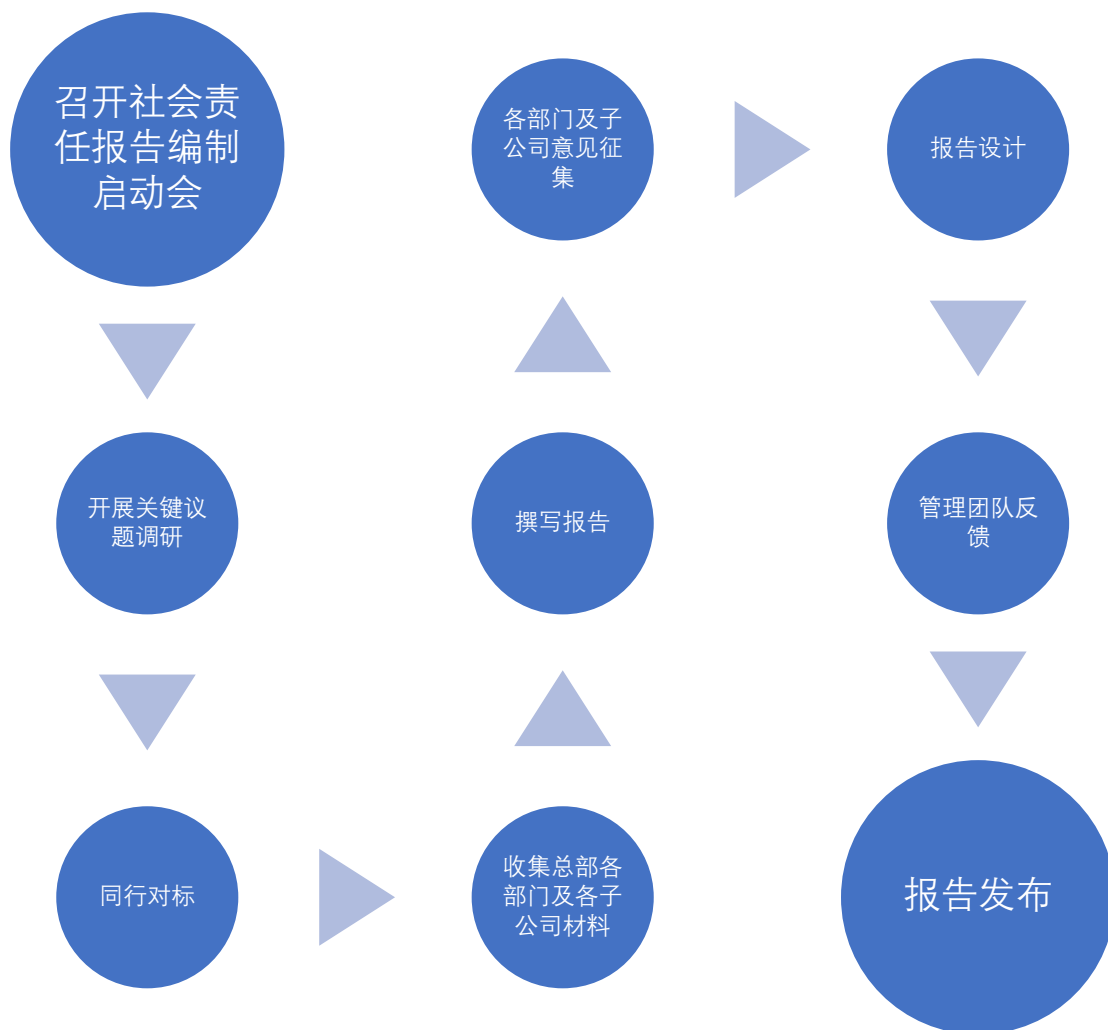 召开社会责
任报告编制
启动会
开展关键议
题调研
同行对标
收集总部各
部门及各子
公司材料
撰写报告
各部门及子
公司意见征
集
报告设计
管理团队反
馈
报告发布